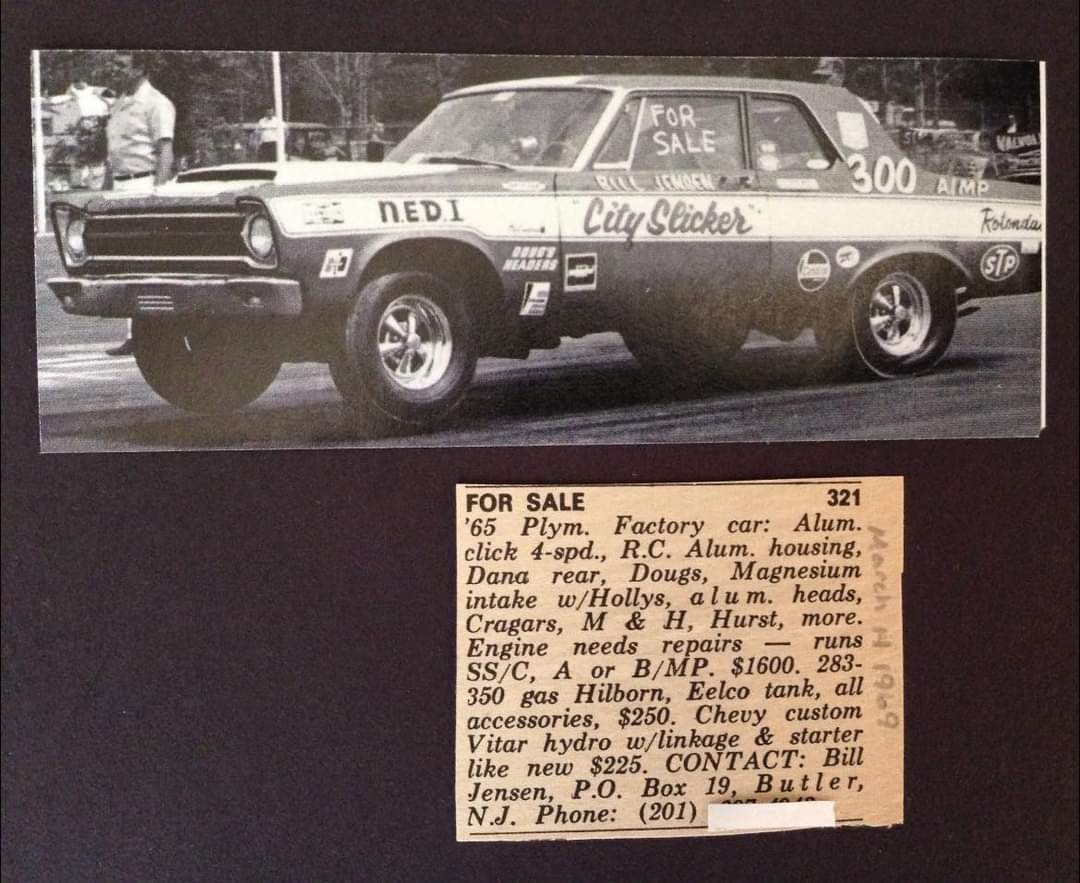 FOR
SALE
BILL JENSEN
300
A/MP
VALVOL
N.E.D.I
"City Slicker"
Rotonda
DOUG'S
HEADERS
Castrol
STP
FOR SALE 321
'65 Plym. Factory car: Alum.
click 4-spd., R.C. Alum. housing,
Dana rear, Dougs, Magnesium
intake w/Hollys, alum. heads,
Cragars, M & H, Hurst, more.
Engine needs repairs — runs
SS/C, A or B/MP. $1600. 283-
350 gas Hilborn, Eelco tank, all
accessories, $250. Chevy custom
Vitar hydro w/linkage & starter
like new $225. CONTACT: Bill
Jensen, P.O. Box 19, Butler,
N.J. Phone: (201)
March 1969